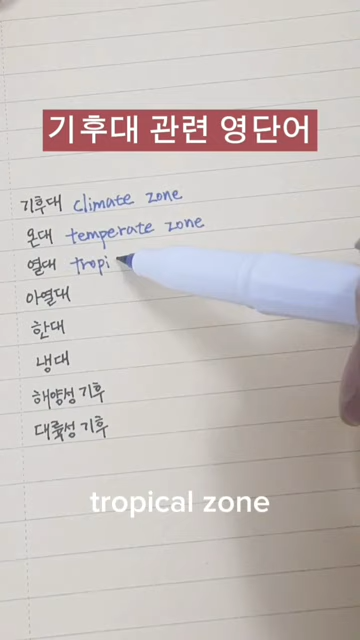 기후대 관련 영단어
기후대 climate zone
온대 temperate zone
열대 tropi
아열대
한대
냉대
해양성 기후
대륙성 기후
tropical zone